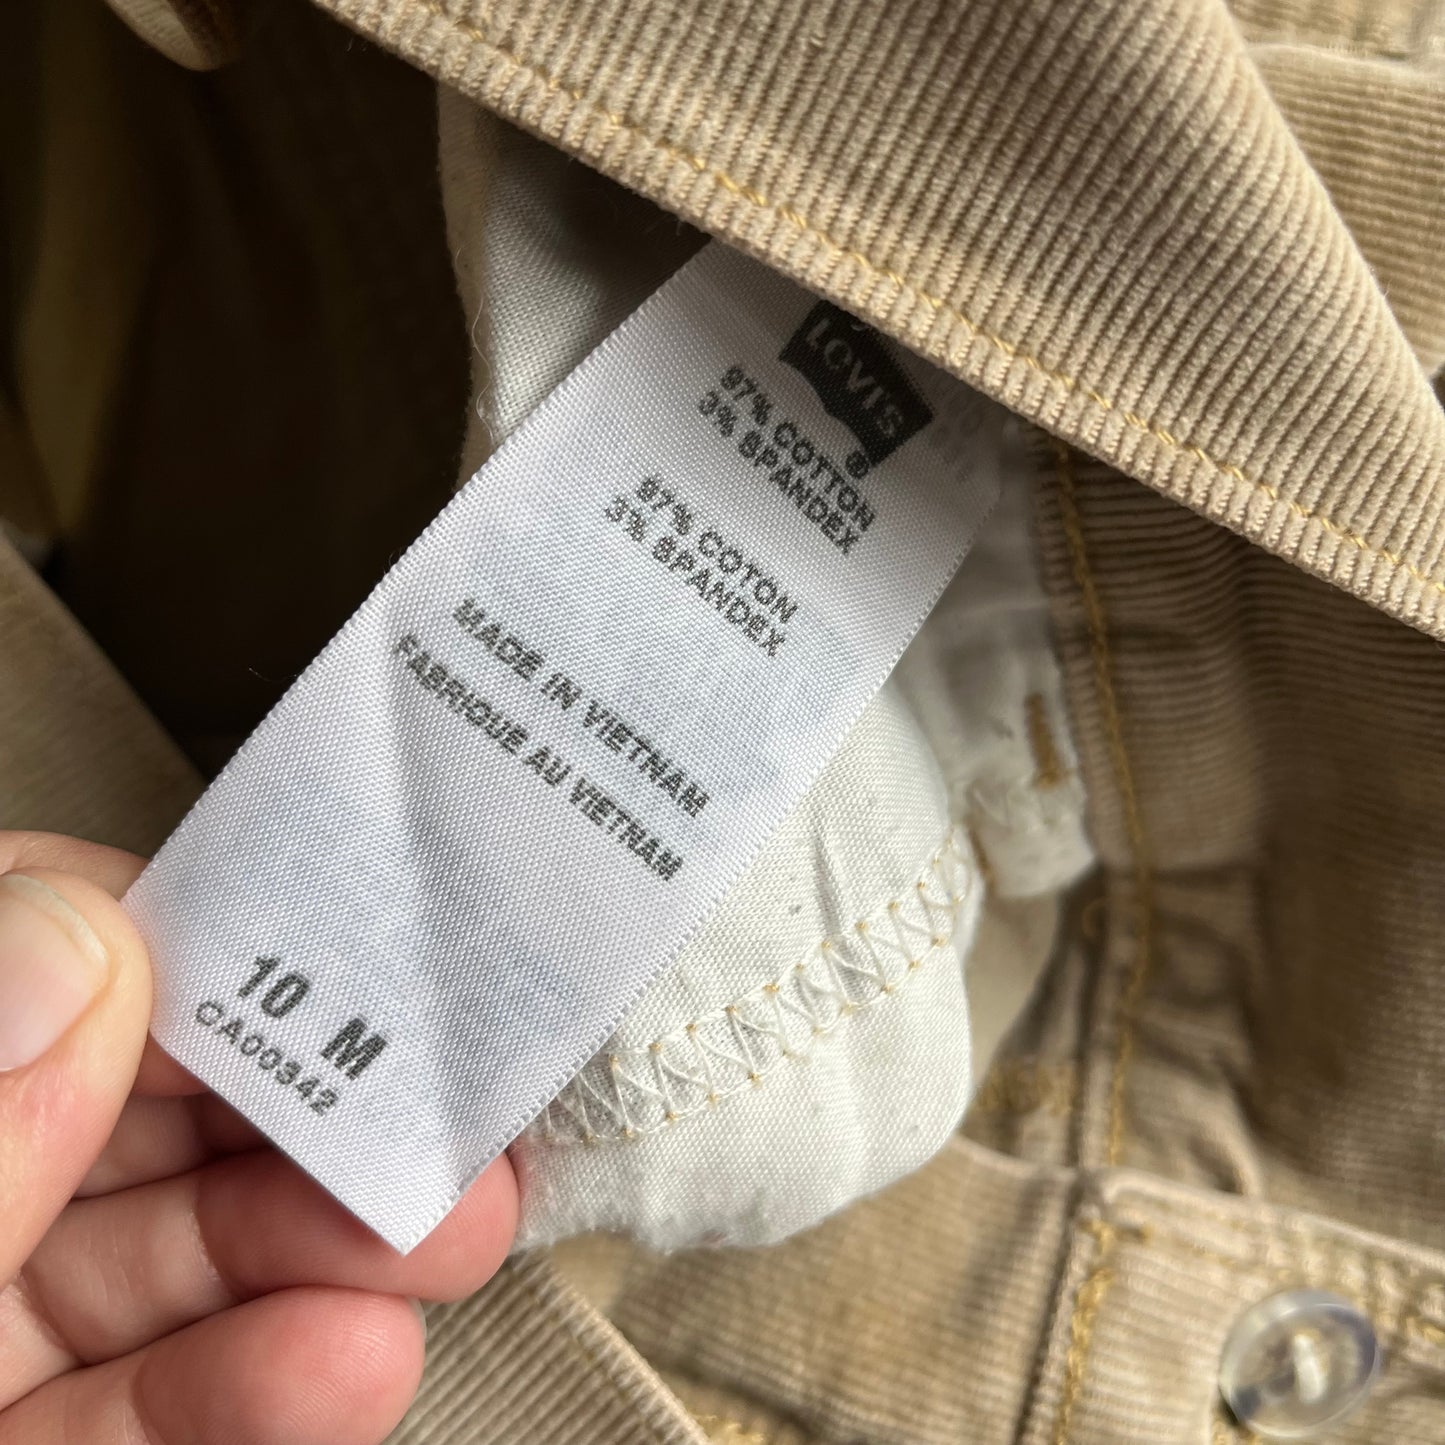 LEVI'S ®
97% COTTON
3% SPANDEX
97% COTON
3% SPANDEX
MADE IN VIETNAM
FABRIQUE AU VIETNAM
10 M
CA00342